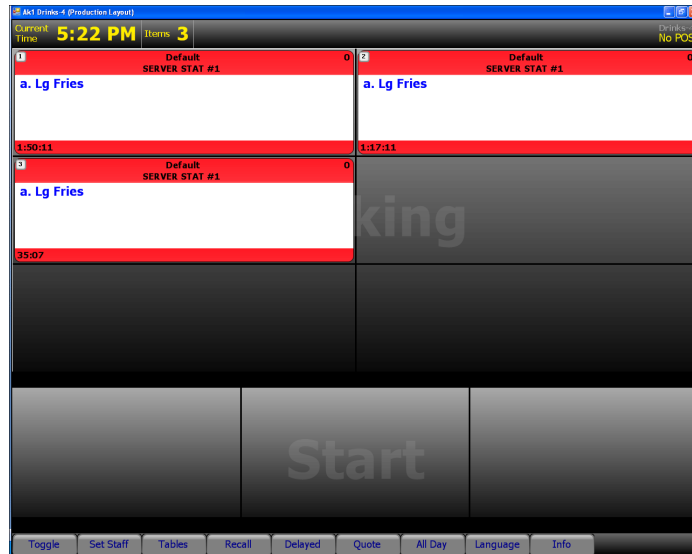 Ak1 Drinks-4 (Production Layout)
Current Time 5:22 PM Items 3
Drinks-4
No POS
1 Default 0
SERVER STAT #1
a. Lg Fries
1:50:11
2 Default 0
SERVER STAT #1
a. Lg Fries
1:17:11
3 Default 0
SERVER STAT #1
a. Lg Fries
35:07
king
Start
Toggle Set Staff Tables Recall Delayed Quote All Day Language Info